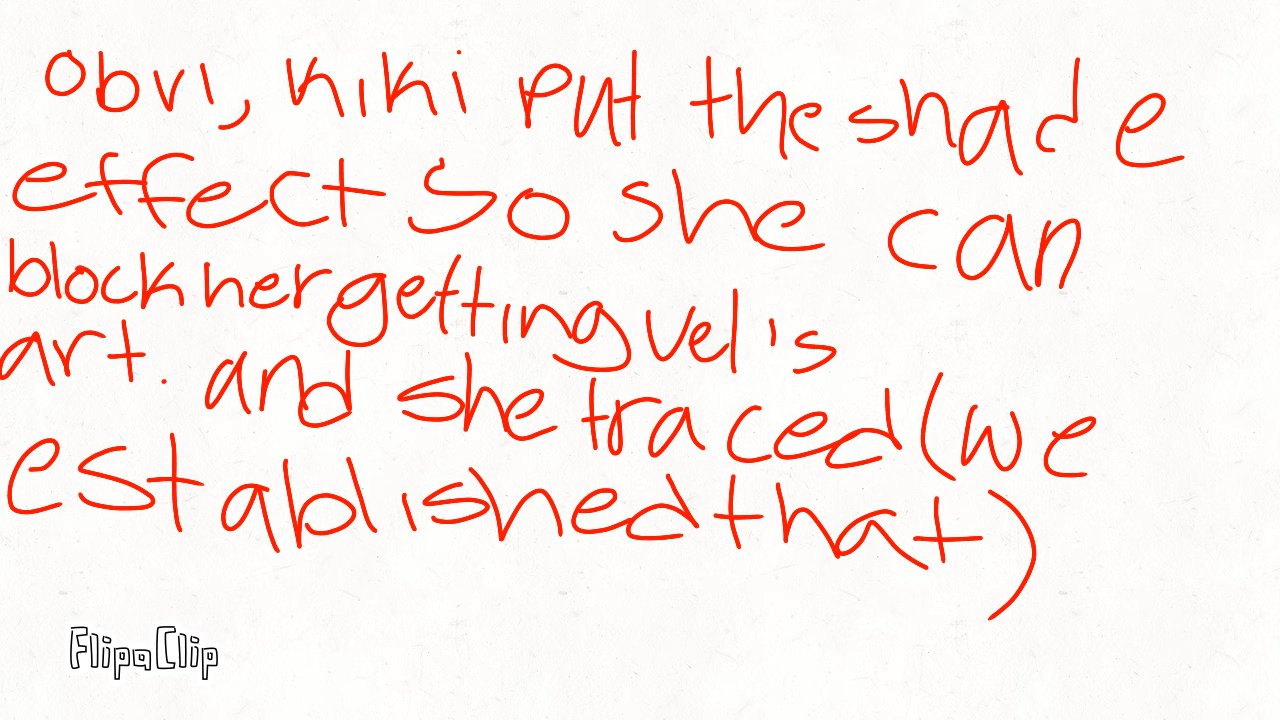 obvi, kiki put the shade
effect so she can
block her getting vel's
art. and she traced (we
established that)
FlipaClip